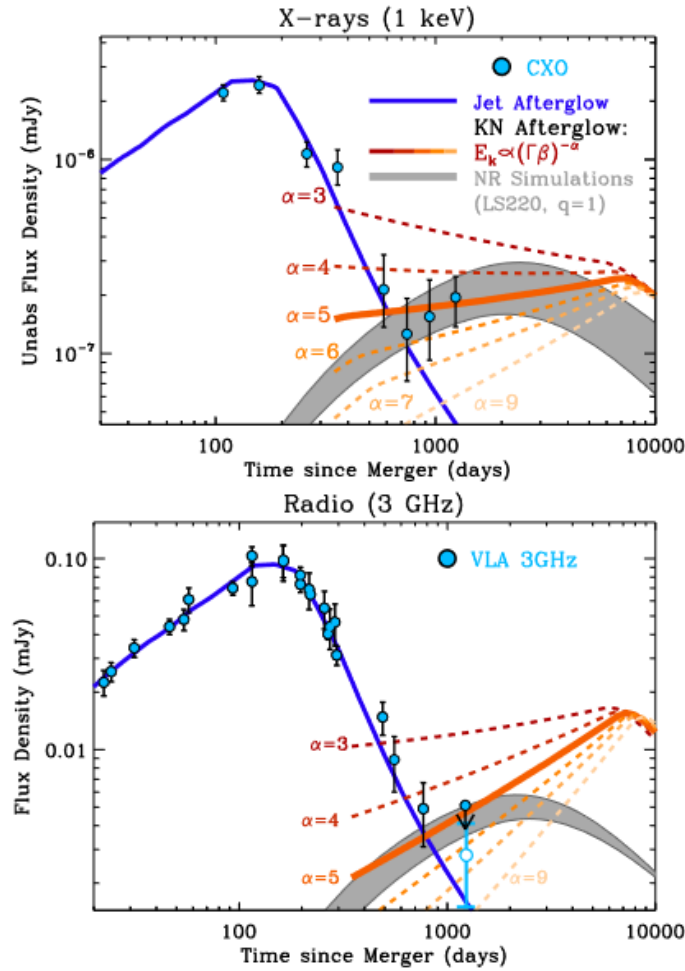 X-rays (1 keV)
CXO
Jet Afterglow
KN Afterglow:
E_k ∝(Γβ)^-α
NR Simulations
(LS220, q=1)
α=3
α=4
α=5
α=6
α=7
α=9
10^-6
10^-7
Unabs Flux Density (mJy)
100
1000
10000
Time since Merger (days)
Radio (3 GHz)
VLA 3GHz
0.10
0.01
Flux Density (mJy)
α=3
α=4
α=5
α=9
100
1000
10000
Time since Merger (days)